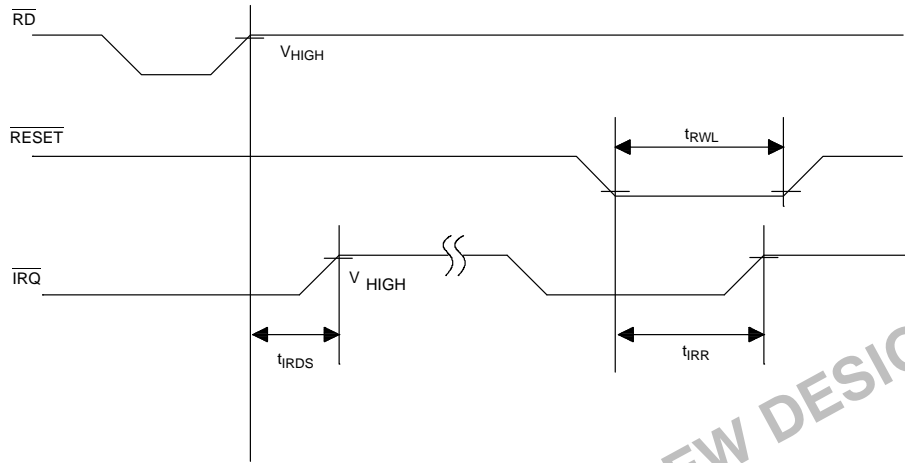 RD
VHIGH
RESET
tRWL
IRQ
V HIGH
tIRDS
tIRR
EW DESIG